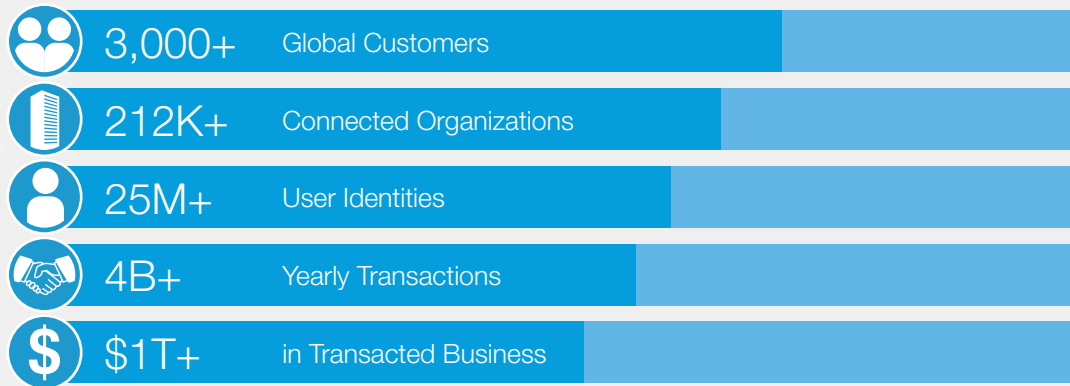 3,000+ Global Customers
212K+ Connected Organizations
25M+ User Identities
4B+ Yearly Transactions
$ $1T+ in Transacted Business